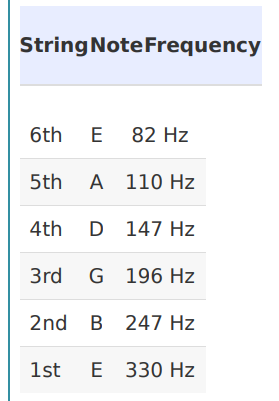 String Note Frequency
6th E 82 Hz
5th A 110 Hz
4th D 147 Hz
3rd G 196 Hz
2nd B 247 Hz
1st E 330 Hz